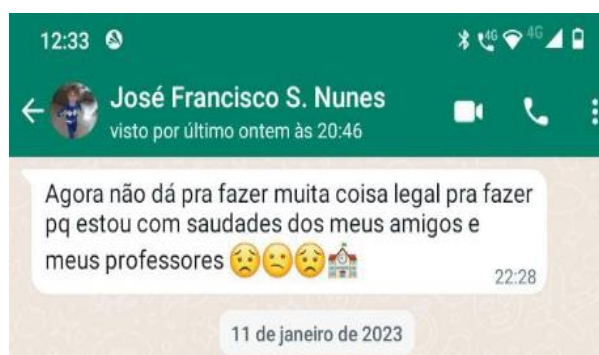 12:33 4G 4G
José Francisco S. Nunes
visto por último ontem às 20:46
Agora não dá pra fazer muita coisa legal pra fazer
pq estou com saudades dos meus amigos e
meus professores 😟😕😟🏫
22:28
11 de janeiro de 2023